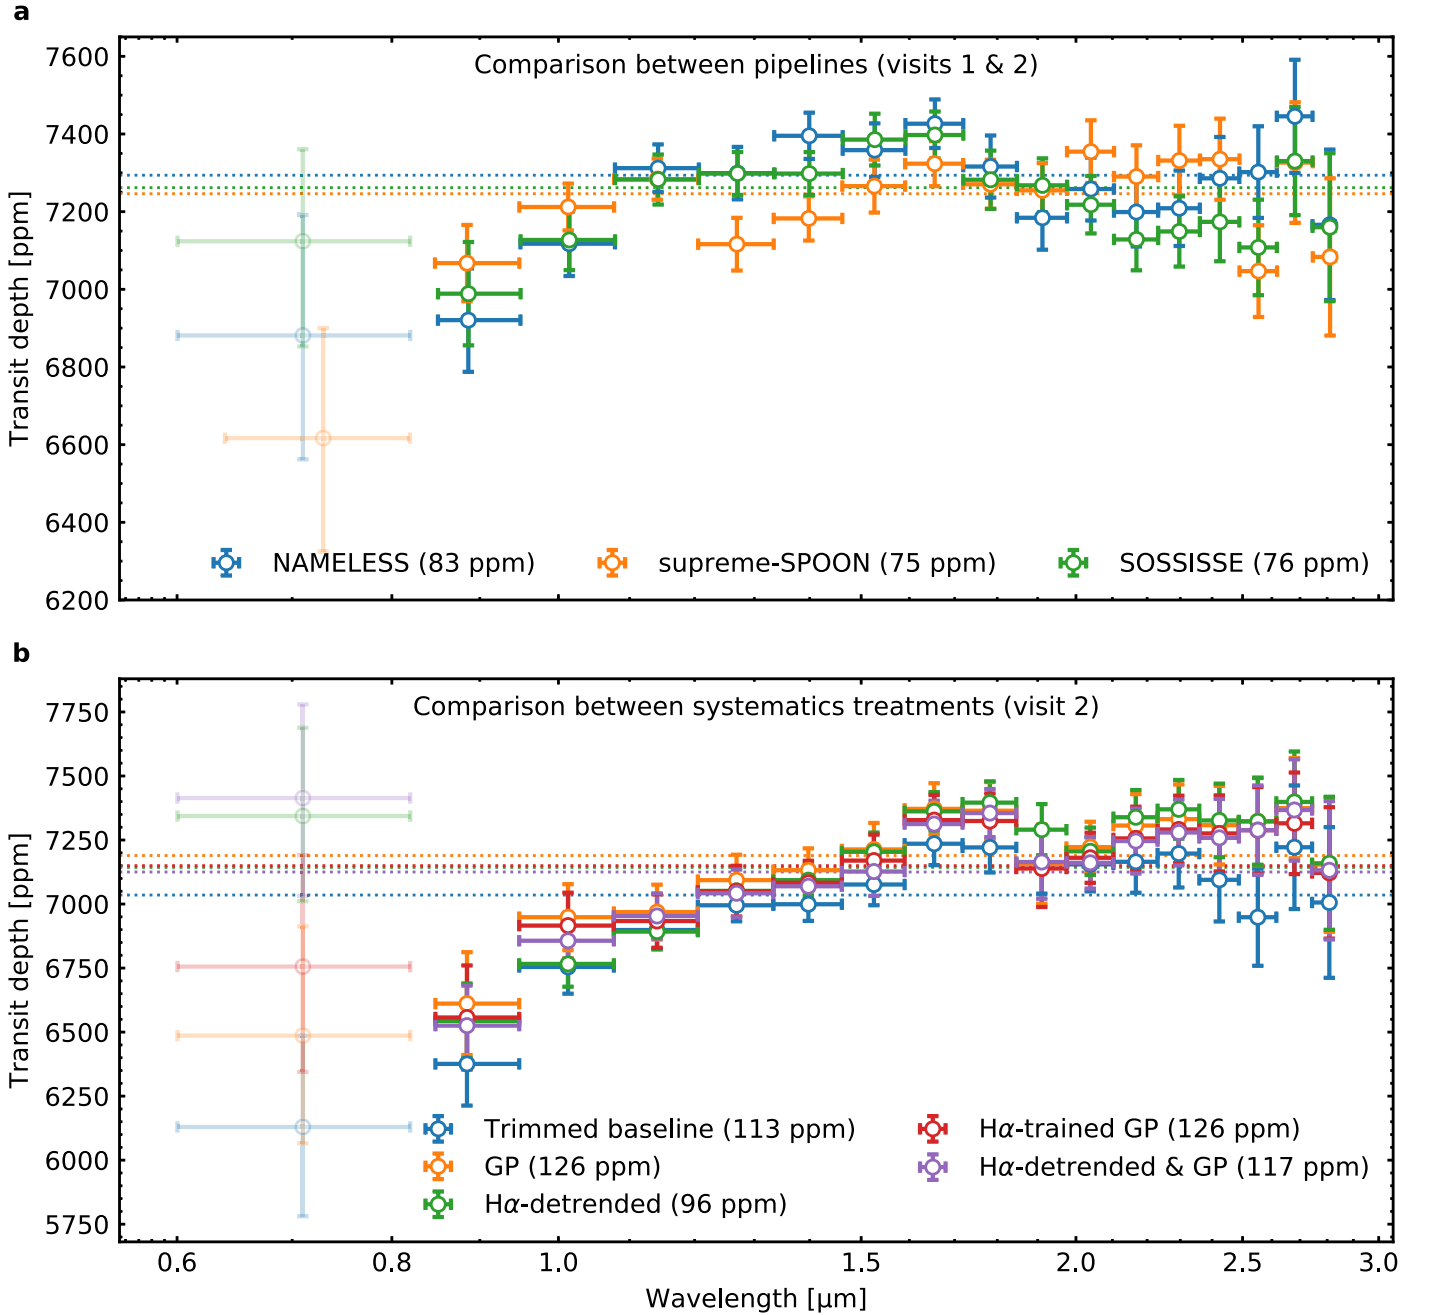 a
Comparison between pipelines (visits 1 & 2)
7600
7400
7200
7000
6800
6600
6400
6200
Transit depth [ppm]
NAMELESS (83 ppm)
supreme-SPOON (75 ppm)
SOSSISSE (76 ppm)
b
Comparison between systematics treatments (visit 2)
7750
7500
7250
7000
6750
6500
6250
6000
5750
Transit depth [ppm]
Trimmed baseline (113 ppm)
GP (126 ppm)
Hα-detrended (96 ppm)
Hα-trained GP (126 ppm)
Hα-detrended & GP (117 ppm)
0.6 0.8 1.0 1.5 2.0 2.5 3.0
Wavelength [μm]